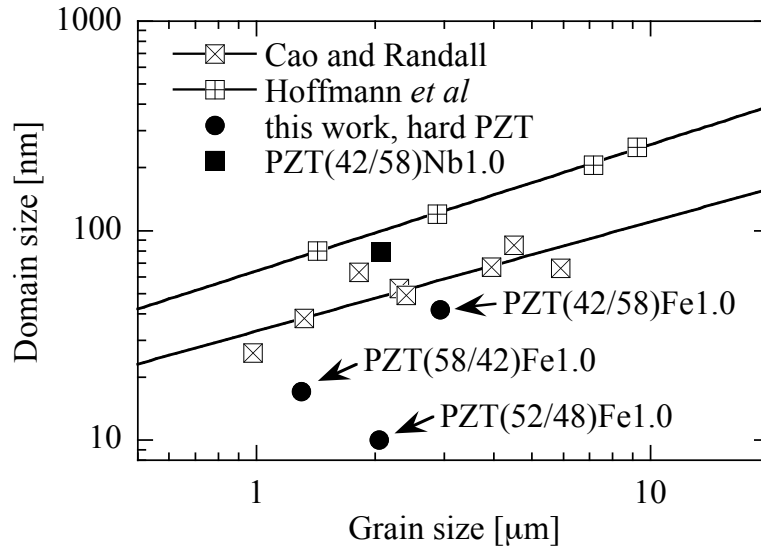 1000
Cao and Randall
Hoffmann et al
this work, hard PZT
PZT(42/58)Nb1.0
100
Domain size [nm]
PZT(42/58)Fe1.0
PZT(58/42)Fe1.0
PZT(52/48)Fe1.0
10
1
10
Grain size [μm]